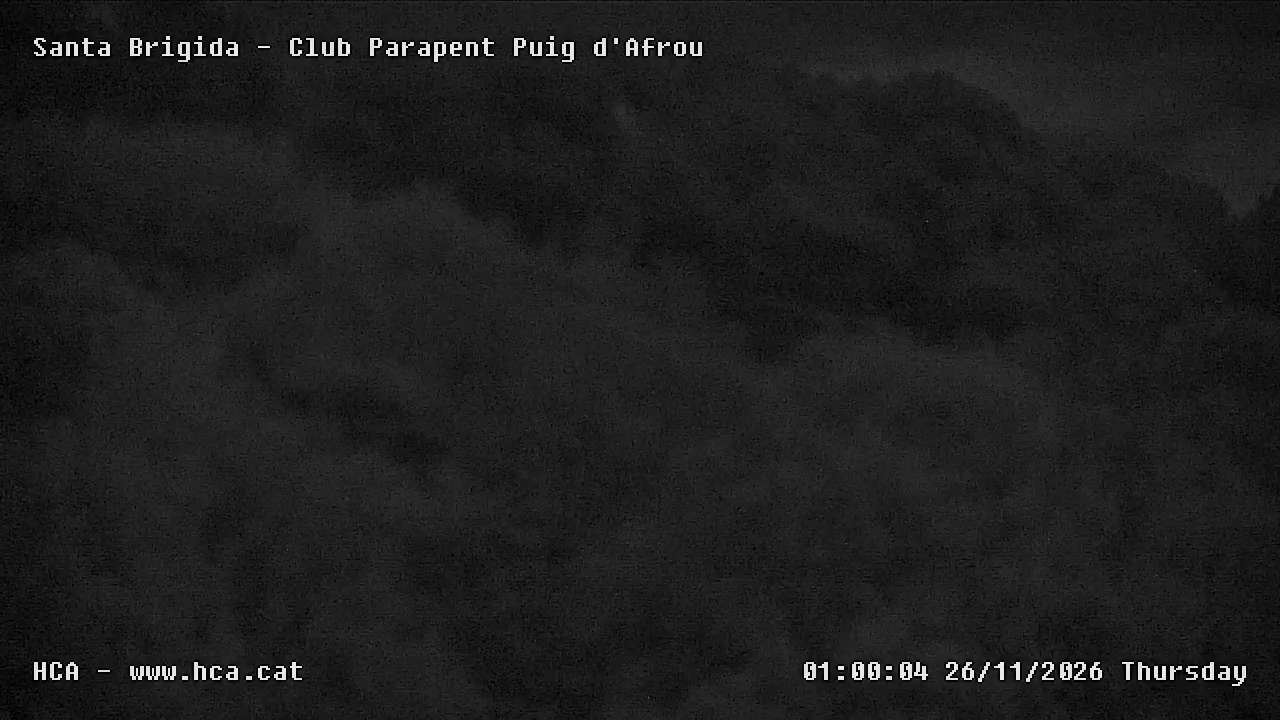 Santa Brigida - Club Parapent Puig d'Afrou
HCA - www.hca.cat
01:00:04 26/11/2026 Thursday